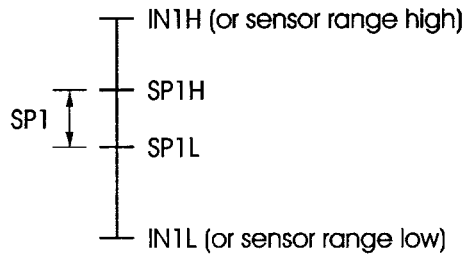 IN1H (or sensor range high)
SP1H
SP1
SP1L
IN1L (or sensor range low)